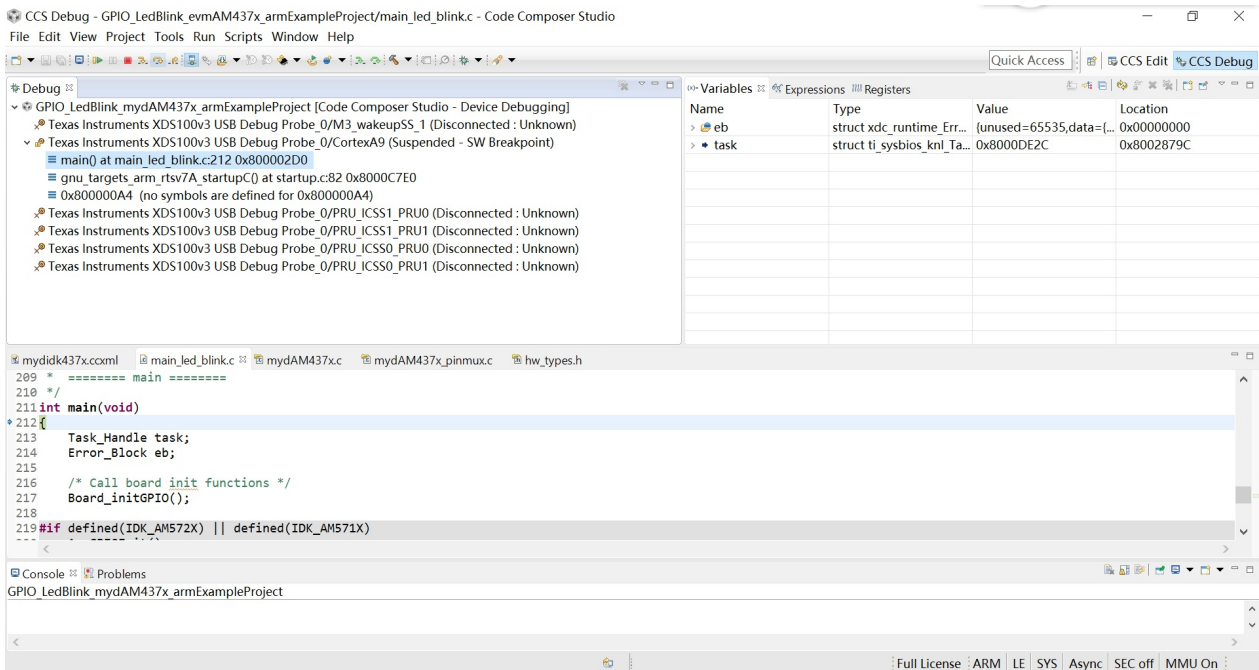 CCS Debug - GPIO_LedBlink_evmAM437x_armExampleProject/main_led_blink.c - Code Composer Studio
File Edit View Project Tools Run Scripts Window Help
Quick Access CCS Edit CCS Debug
Debug
GPIO_LedBlink_mydAM437x_armExampleProject [Code Composer Studio - Device Debugging]
Texas Instruments XDS100v3 USB Debug Probe_0/M3_wakeupSS_1 (Disconnected : Unknown)
Texas Instruments XDS100v3 USB Debug Probe_0/CortexA9 (Suspended - SW Breakpoint)
main() at main_led_blink.c:212 0x800002D0
gnu_targets_arm_rtsv7A_startupC() at startup.c:82 0x8000C7E0
0x800000A4 (no symbols are defined for 0x800000A4)
Texas Instruments XDS100v3 USB Debug Probe_0/PRU_ICSS1_PRU0 (Disconnected : Unknown)
Texas Instruments XDS100v3 USB Debug Probe_0/PRU_ICSS1_PRU1 (Disconnected : Unknown)
Texas Instruments XDS100v3 USB Debug Probe_0/PRU_ICSS0_PRU0 (Disconnected : Unknown)
Texas Instruments XDS100v3 USB Debug Probe_0/PRU_ICSS0_PRU1 (Disconnected : Unknown)
Variables Expressions Registers
Name Type Value Location
eb struct xdc_runtime_Err... {unused=65535,data={... 0x00000000
task struct ti_sysbios_knl_Ta... 0x8000DE2C 0x8002879C
mydidk437x.ccxml main_led_blink.c mydAM437x.c mydAM437x_pinmux.c hw_types.h
209 * ======== main ========
210 */
211 int main(void)
212 {
213 Task_Handle task;
214 Error_Block eb;
215
216 /* Call board init functions */
217 Board_initGPIO();
218
219 #if defined(IDK_AM572X) || defined(IDK_AM571X)
Console Problems
GPIO_LedBlink_mydAM437x_armExampleProject
Full License ARM LE SYS Async SEC off MMU On